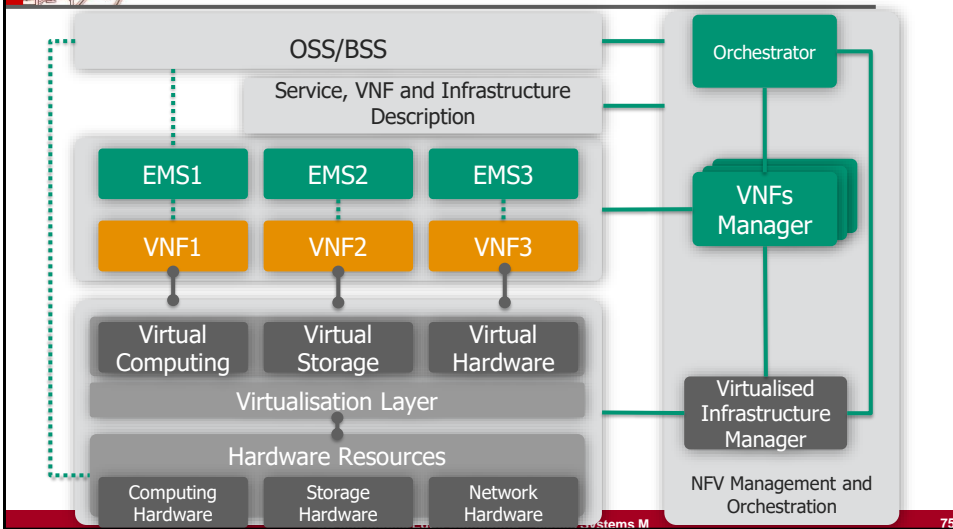 OSS/BSS
Orchestrator
Service, VNF and Infrastructure
Description
EMS1
EMS2
EMS3
VNFs
Manager
VNF1
VNF2
VNF3
Virtual
Computing
Virtual
Storage
Virtual
Hardware
Virtualisation Layer
Virtualised
Infrastructure
Manager
Hardware Resources
Computing
Hardware
Storage
Hardware
Network
Hardware
NFV Management and
Orchestration
ystems M
75